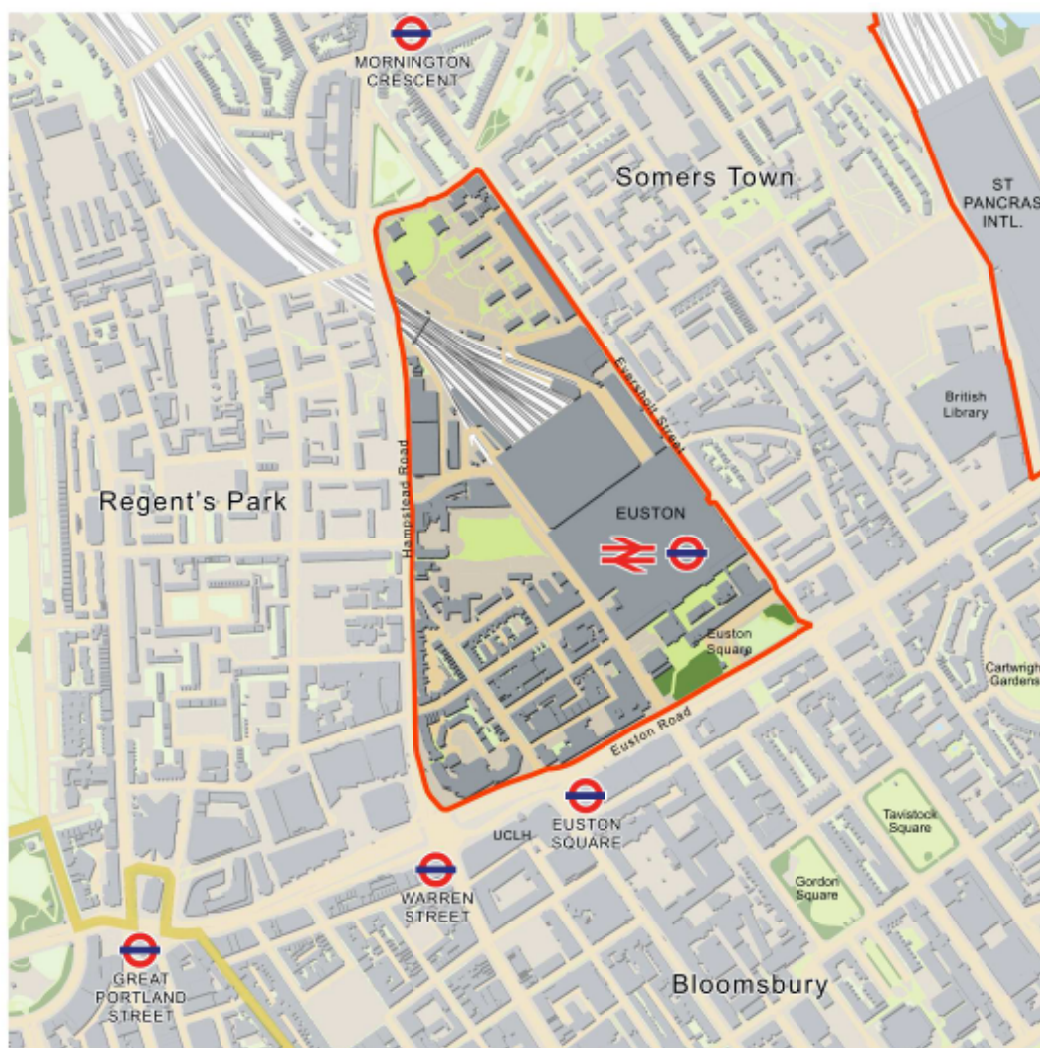 MORNINGTON
CRESCENT
Somers Town
ST
PANCRAS
INTL.
British
Library
Eversholt Street
Regent's Park
Hampstead Road
EUSTON
Euston
Square
Cartwrigh
Gardens
Euston Road
EUSTON
SQUARE
UCLH
Tavistock
Square
WARREN
STREET
Gordon
Square
GREAT
PORTLAND
STREET
Bloomsbury